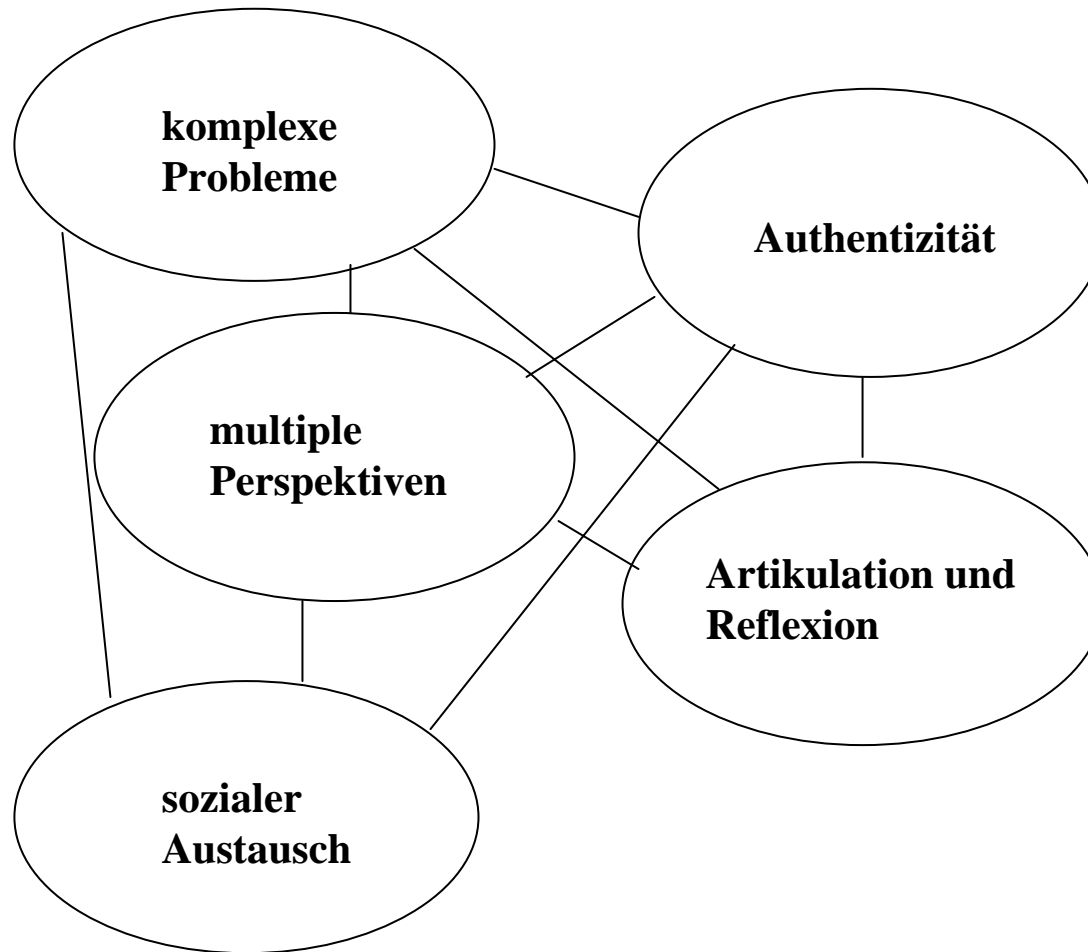 komplexe
Probleme
Authentizität
multiple
Perspektiven
Artikulation und
Reflexion
sozialer
Austausch